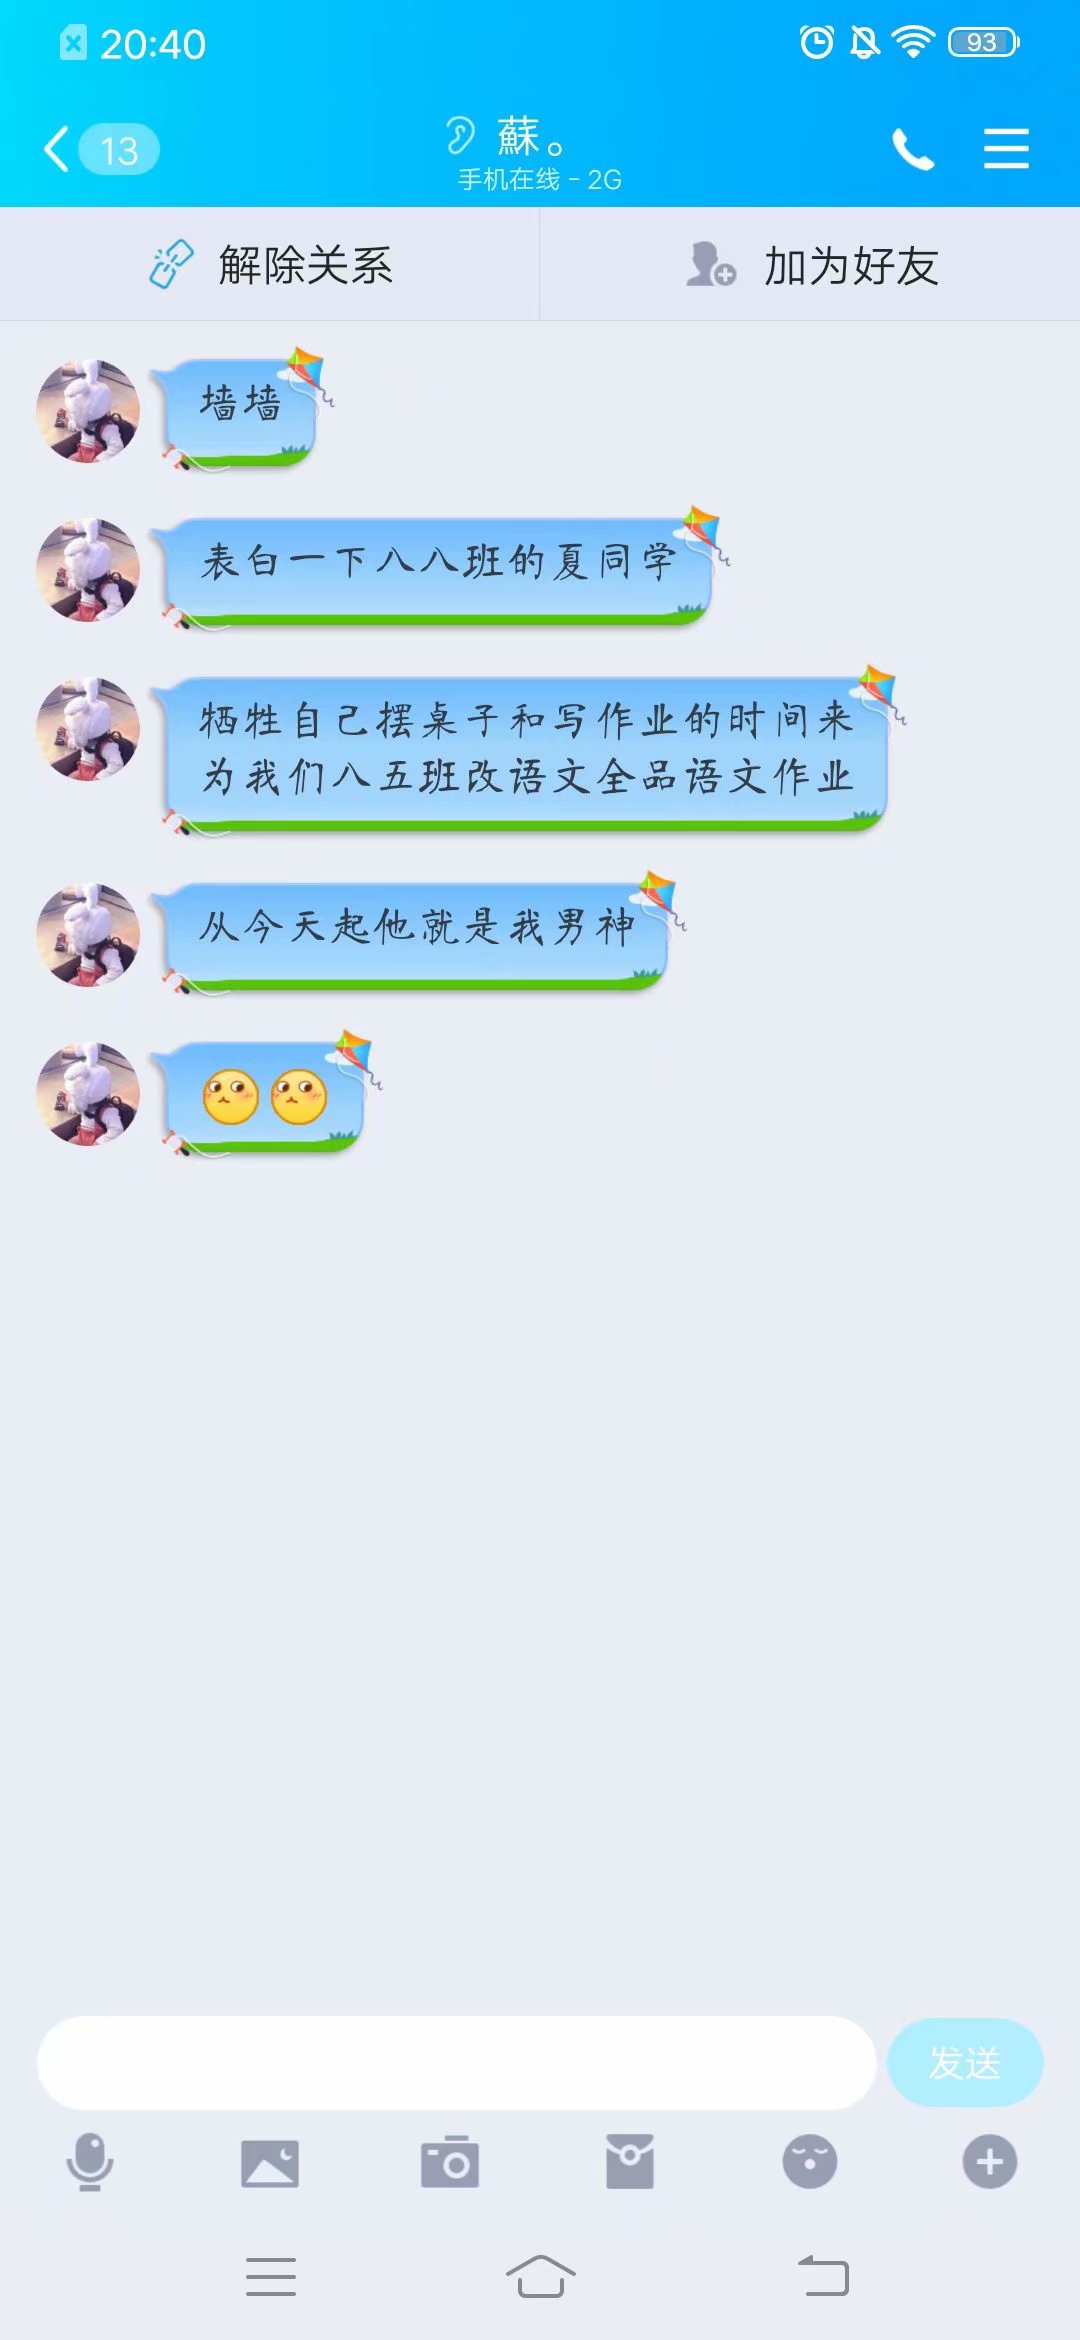 20:40
93
13
蘇。
手机在线 - 2G
解除关系
加为好友
墙墙
表白一下八八班的夏同学
牺牲自己摆桌子和写作业的时间来
为我们八五班改语文全品语文作业
从今天起他就是我男神
发送